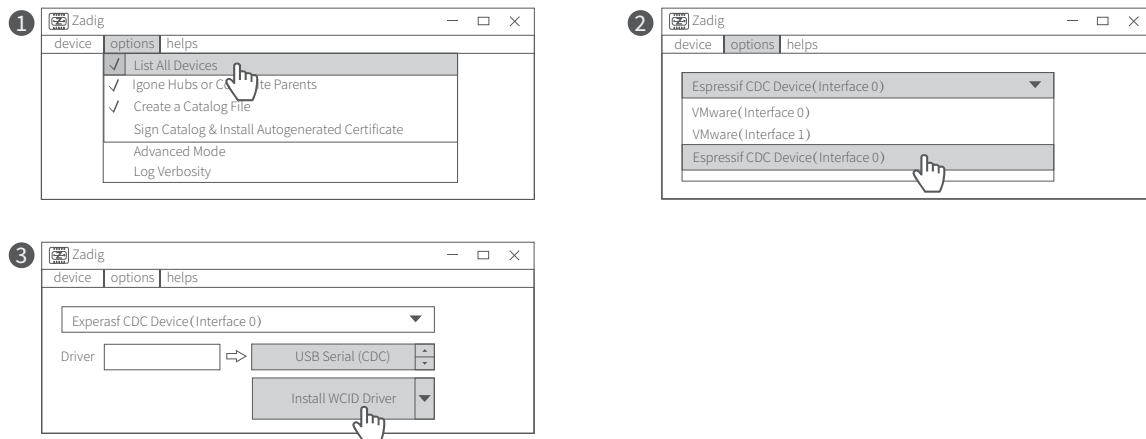 1
Zadig
device options helps
List All Devices
Igone Hubs or Co te Parents
Create a Catalog File
Sign Catalog & Install Autogenerated Certificate
Advanced Mode
Log Verbosity
2
Zadig
device options helps
Espressif CDC Device(Interface 0)
VMware(Interface 0)
VMware(Interface 1)
Espressif CDC Device(Interface 0)
3
Zadig
device options helps
Experasf CDC Device(Interface 0)
Driver USB Serial (CDC)
Install WCID Driver